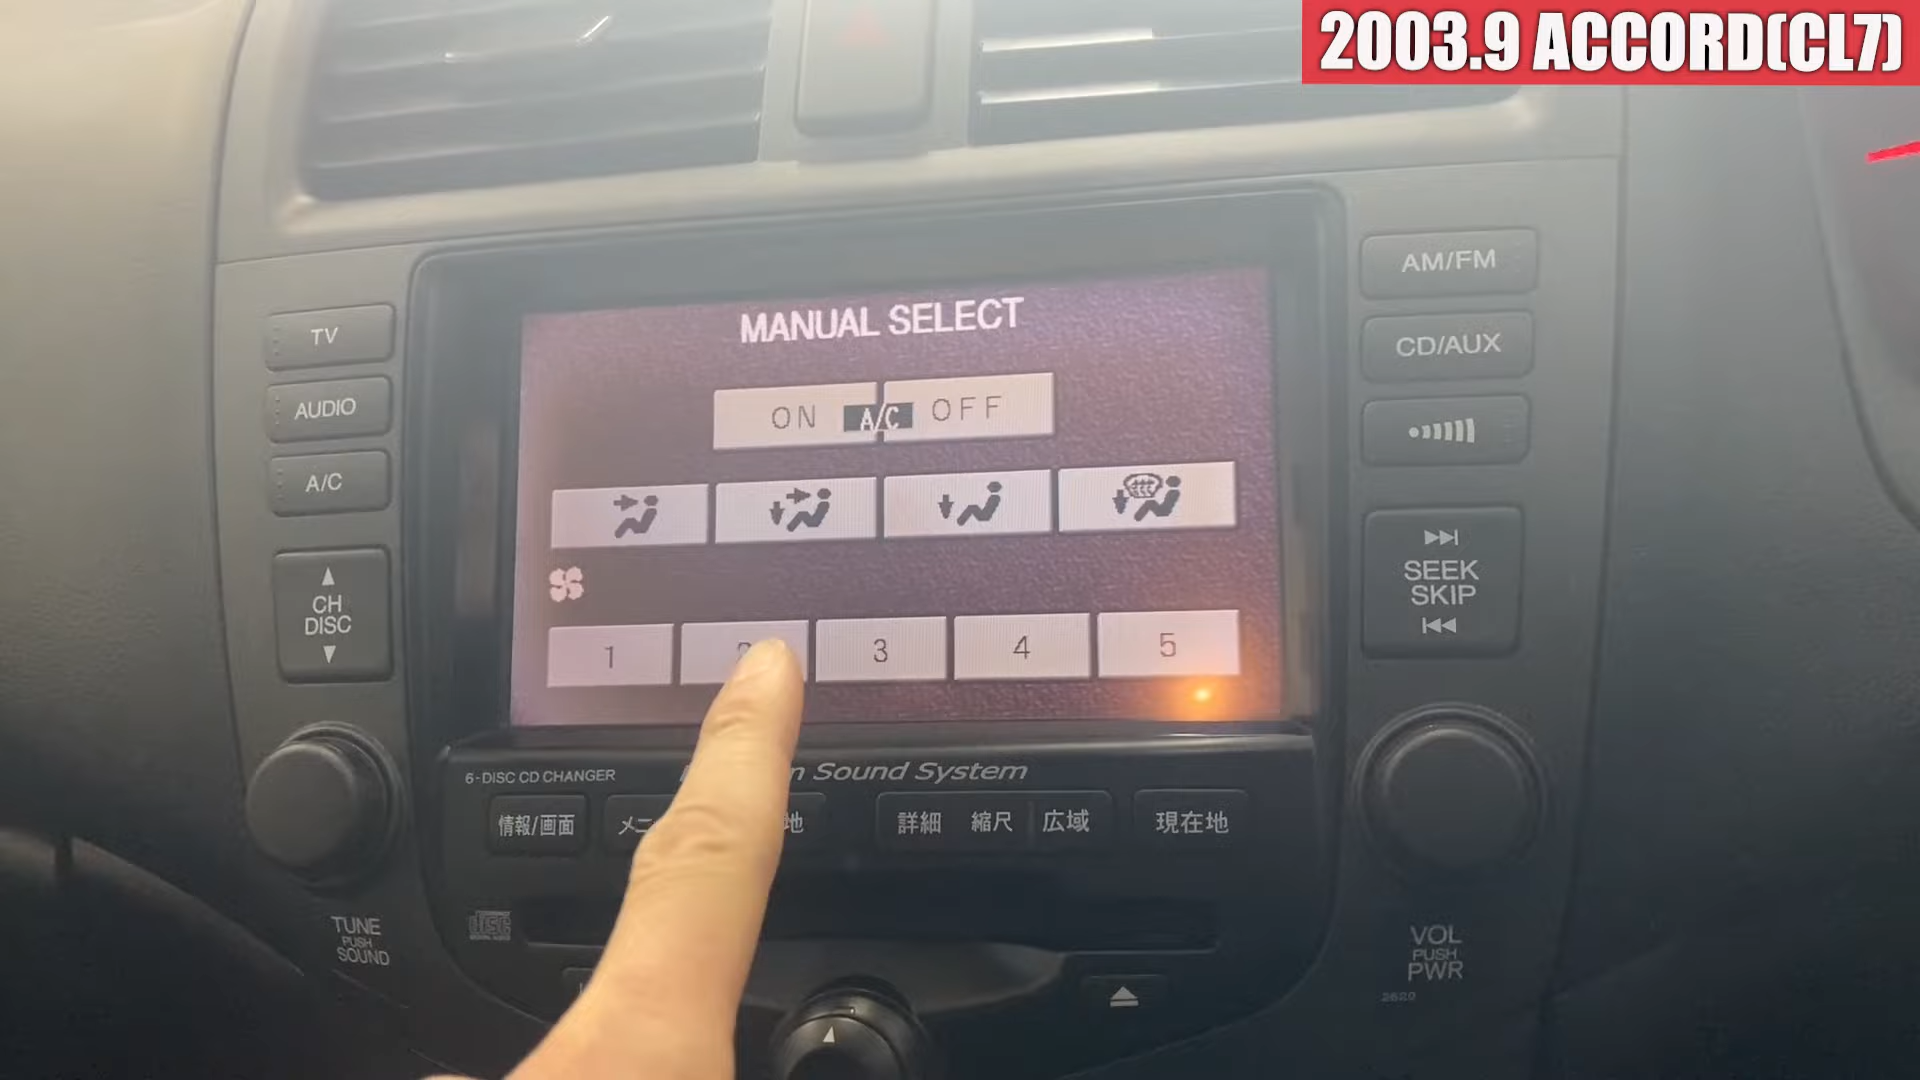 2003.9 ACCORD(CL7)
MANUAL SELECT
ON A/C OFF
1 2 3 4 5
TV
AUDIO
A/C
CH
DISC
TUNE
PUSH
SOUND
AM/FM
CD/AUX
SEEK
SKIP
VOL
PUSH
PWR
2620
6-DISC CD CHANGER
Sound System
情報/画面
詳細 縮尺 広域
現在地